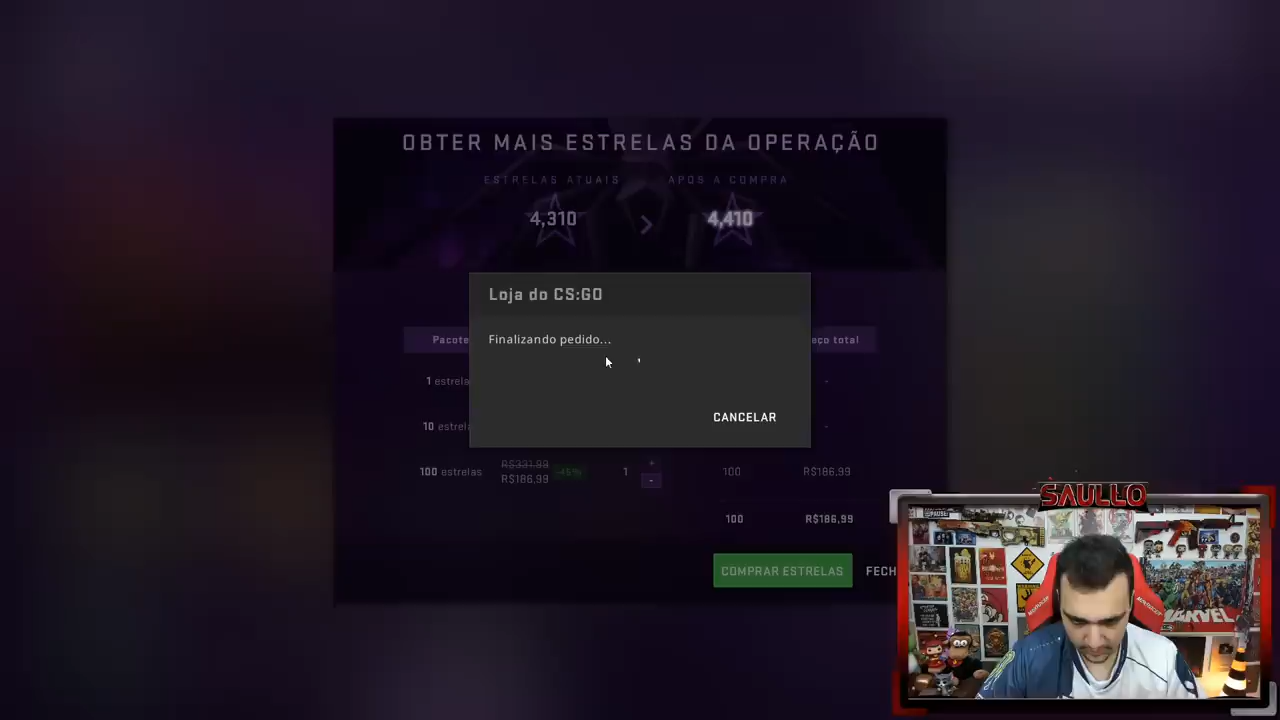 OBTER MAIS ESTRELAS DA OPERAÇÃO
ESTRELAS ATUAIS
APÓS A COMPRA
4,310
4,410
Loja do CS:GO
Finalizando pedido...
CANCELAR
Pacote
eço total
1 estrela
-
10 estrel
-
100 estrelas
R$331,99
R$186,99
-45%
1
+
-
100
R$186,99
100
R$186,99
COMPRAR ESTRELAS
FECH
SAULLO
MARVEL